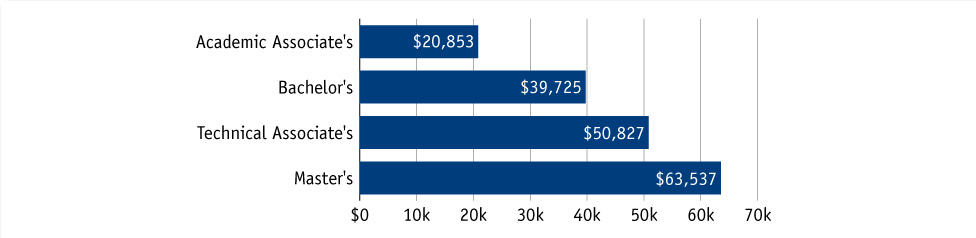 Academic Associate's $20,853
Bachelor's $39,725
Technical Associate's $50,827
Master's $63,537
$0 10k 20k 30k 40k 50k 60k 70k